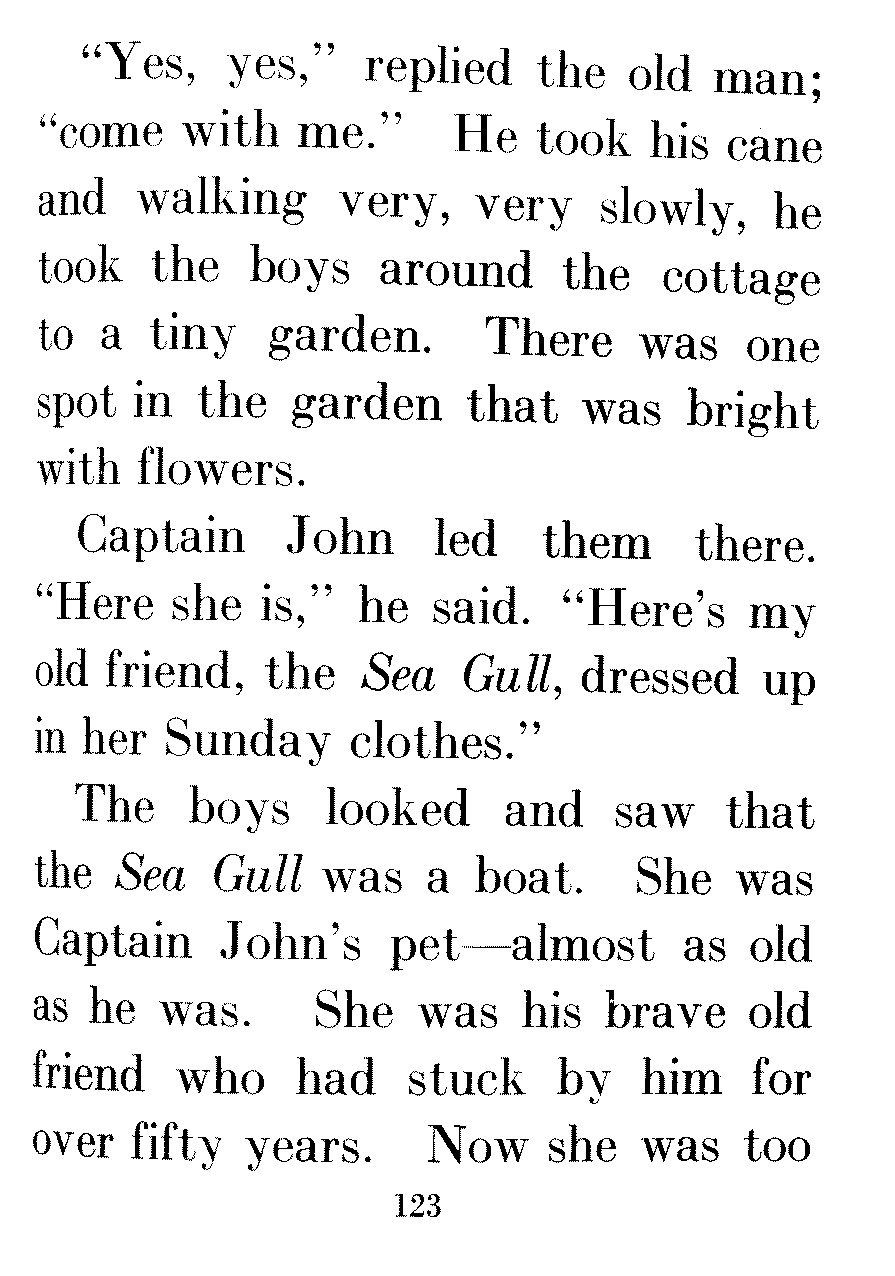 “Yes, yes,” replied the old man;
“come with me.” He took his cane
and walking very, very slowly, he
took the boys around the cottage
to a tiny garden. There was one
spot in the garden that was bright
with flowers.
Captain John led them there.
“Here she is,” he said. “Here’s my
old friend, the Sea Gull, dressed up
in her Sunday clothes.”
The boys looked and saw that
the Sea Gull was a boat. She was
Captain John’s pet—almost as old
as he was. She was his brave old
friend who had stuck by him for
over fifty years. Now she was too
123